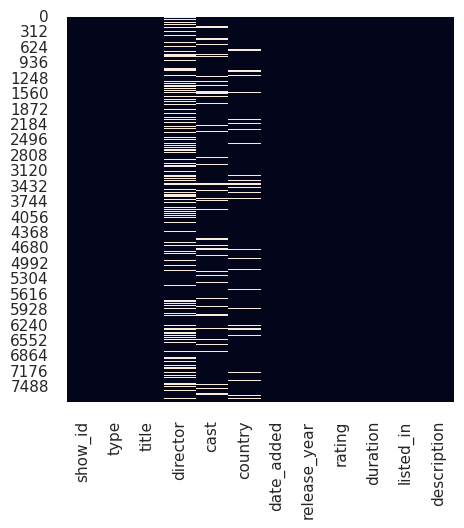 0
312
624
936
1248
1560
1872
2184
2496
2808
3120
3432
3744
4056
4368
4680
4992
5304
5616
5928
6240
6552
6864
7176
7488
show_id
type
title
director
cast
country
date_added
release_year
rating
duration
listed_in
description